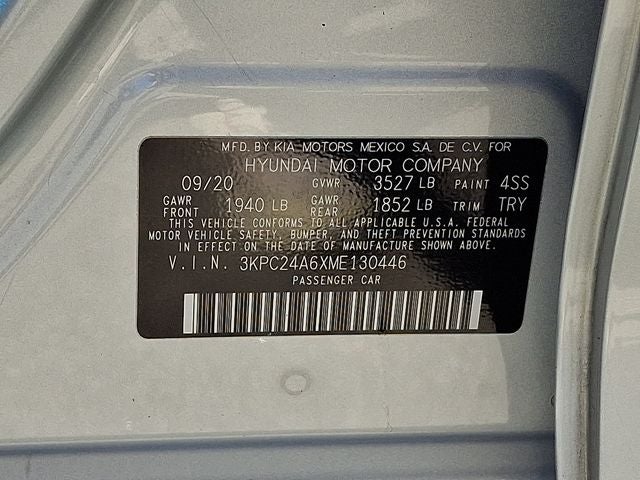 MFD. BY KIA MOTORS MEXICO S.A. DE C.V. FOR
HYUNDAI MOTOR COMPANY
09/20 GVWR 3527 LB PAINT 4SS
GAWR FRONT 1940 LB GAWR REAR 1852 LB TRIM TRY
THIS VEHICLE CONFORMS TO ALL APPLICABLE U.S.A. FEDERAL
MOTOR VEHICLE SAFETY, BUMPER, AND THEFT PREVENTION STANDARDS
IN EFFECT ON THE DATE OF MANUFACTURE SHOWN ABOVE.
V.I.N. 3KPC24A6XME130446
PASSENGER CAR